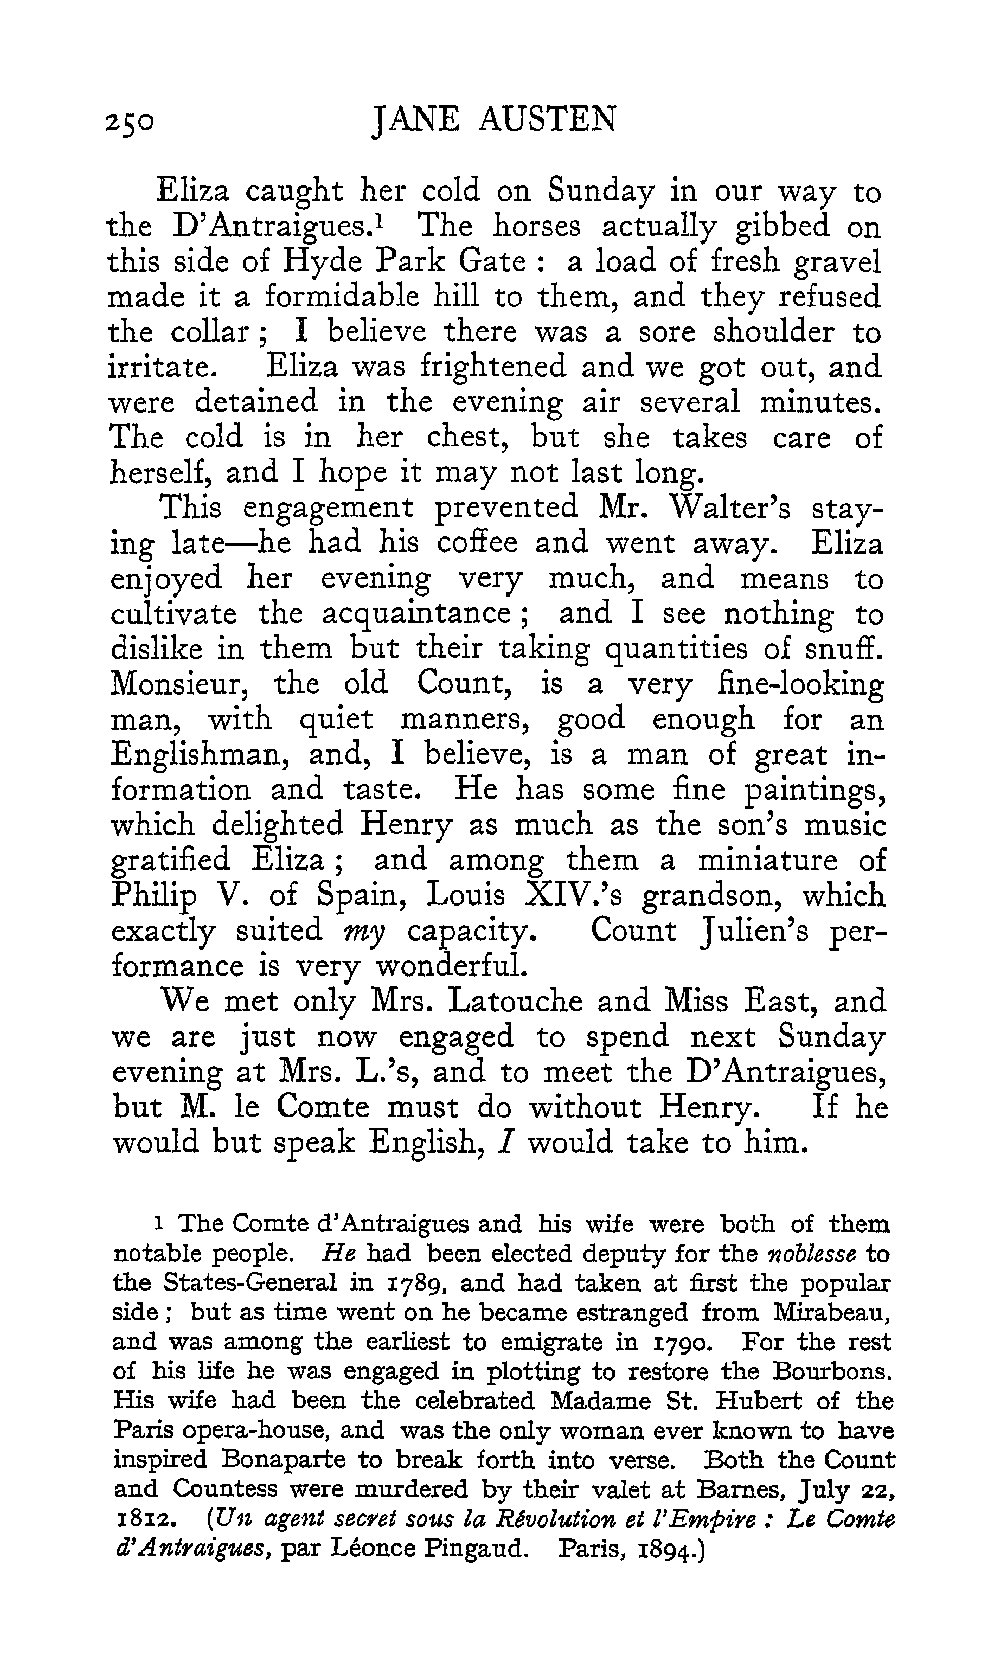 250 JANE AUSTEN
Eliza caught her cold on Sunday in our way to
the D'Antraigues.¹ The horses actually gibbed on
this side of Hyde Park Gate : a load of fresh gravel
made it a formidable hill to them, and they refused
the collar ; I believe there was a sore shoulder to
irritate. Eliza was frightened and we got out, and
were detained in the evening air several minutes.
The cold is in her chest, but she takes care of
herself, and I hope it may not last long.
This engagement prevented Mr. Walter's stay-
ing late—he had his coffee and went away. Eliza
enjoyed her evening very much, and means to
cultivate the acquaintance ; and I see nothing to
dislike in them but their taking quantities of snuff.
Monsieur, the old Count, is a very fine-looking
man, with quiet manners, good enough for an
Englishman, and, I believe, is a man of great in-
formation and taste. He has some fine paintings,
which delighted Henry as much as the son's music
gratified Eliza ; and among them a miniature of
Philip V. of Spain, Louis XIV.'s grandson, which
exactly suited my capacity. Count Julien's per-
formance is very wonderful.
We met only Mrs. Latouche and Miss East, and
we are just now engaged to spend next Sunday
evening at Mrs. L.'s, and to meet the D'Antraigues,
but M. le Comte must do without Henry. If he
would but speak English, I would take to him.
1 The Comte d'Antraigues and his wife were both of them
notable people. He had been elected deputy for the noblesse to
the States-General in 1789, and had taken at first the popular
side ; but as time went on he became estranged from Mirabeau,
and was among the earliest to emigrate in 1790. For the rest
of his life he was engaged in plotting to restore the Bourbons.
His wife had been the celebrated Madame St. Hubert of the
Paris opera-house, and was the only woman ever known to have
inspired Bonaparte to break forth into verse. Both the Count
and Countess were murdered by their valet at Barnes, July 22,
1812. (Un agent secret sous la Révolution et l'Empire : Le Comte
d'Antraigues, par Léonce Pingaud. Paris, 1894.)